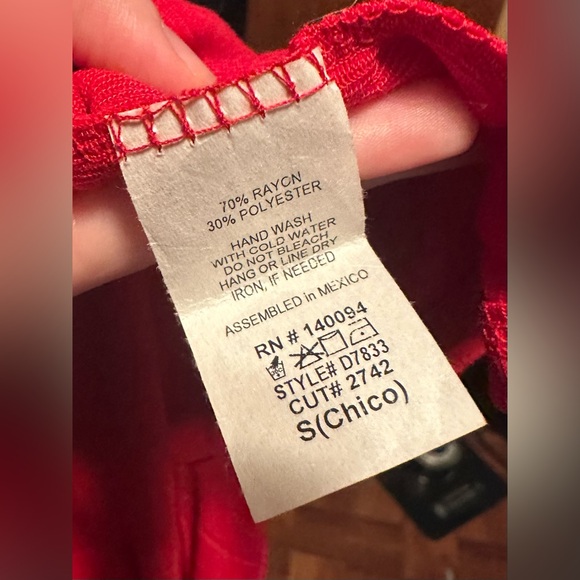 70% RAYON
30% POLYESTER
HAND WASH
WITH COLD WATER
DO NOT BLEACH
HANG OR LINE DRY
IRON, IF NEEDED
ASSEMBLED in MEXICO
RN # 140094
STYLE# D7833
CUT# 2742
S(Chico)